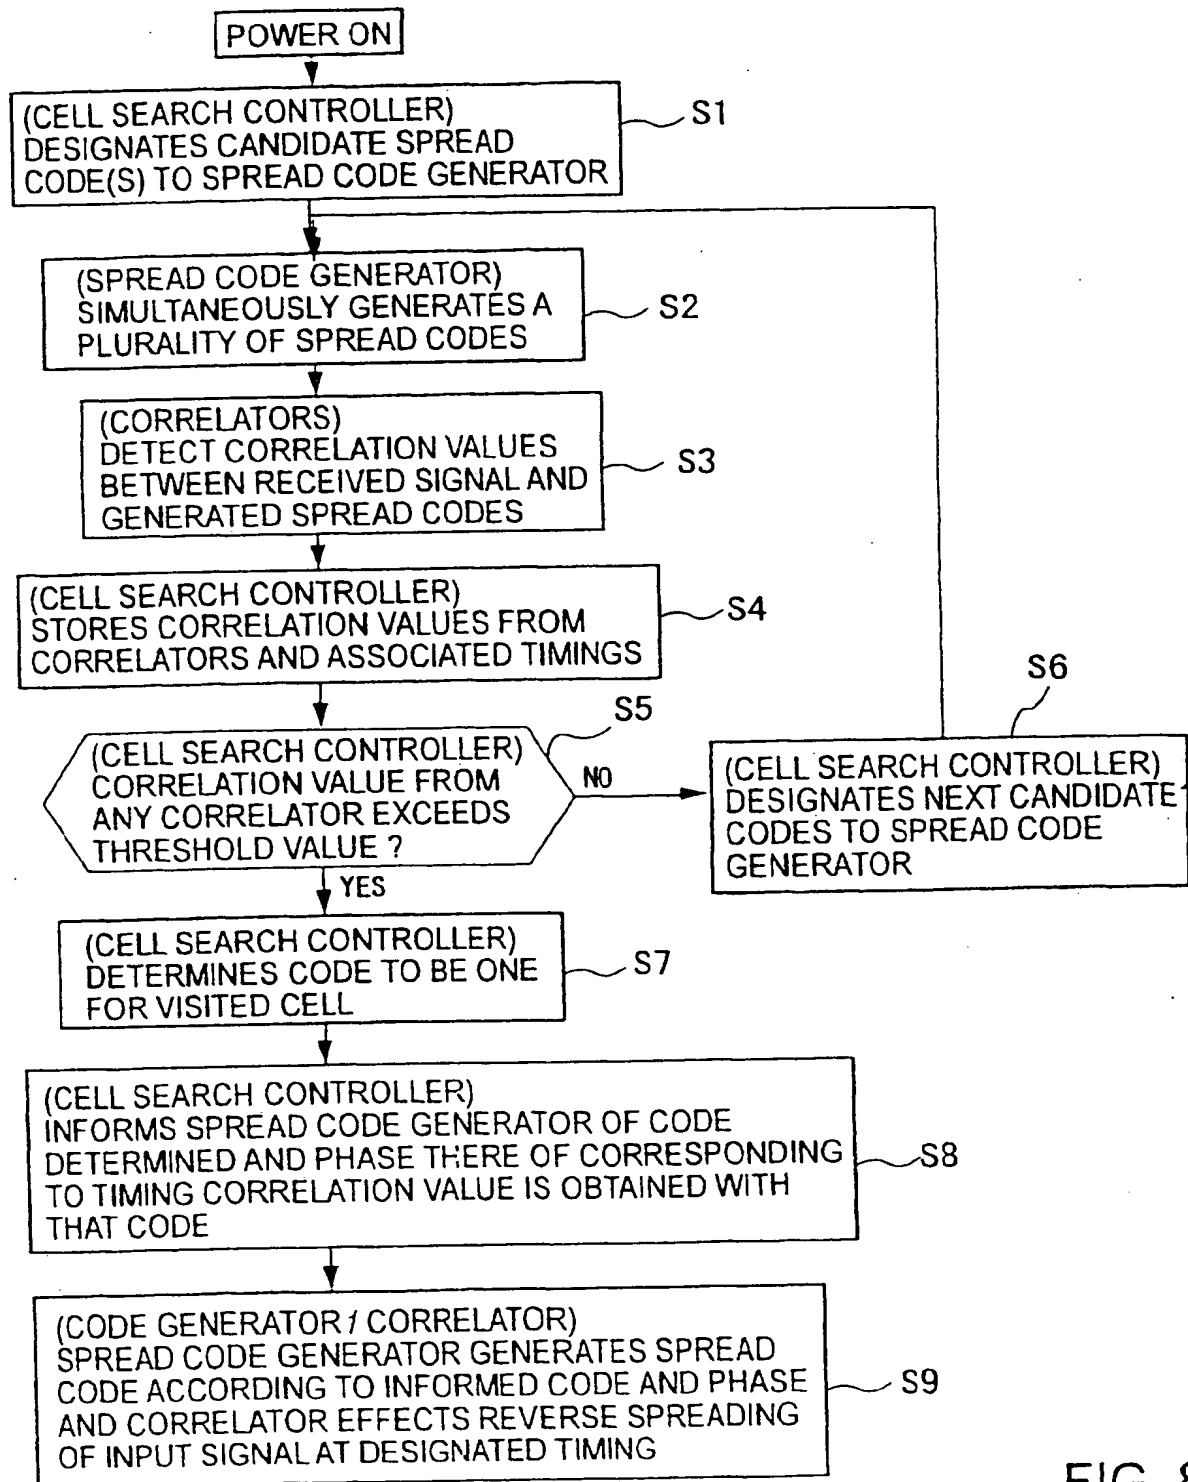 POWER ON
(CELL SEARCH CONTROLLER)
DESIGNATES CANDIDATE SPREAD
CODE(S) TO SPREAD CODE GENERATOR
S1
(SPREAD CODE GENERATOR)
SIMULTANEOUSLY GENERATES A
PLURALITY OF SPREAD CODES
S2
(CORRELATORS)
DETECT CORRELATION VALUES
BETWEEN RECEIVED SIGNAL AND
GENERATED SPREAD CODES
S3
(CELL SEARCH CONTROLLER)
STORES CORRELATION VALUES FROM
CORRELATORS AND ASSOCIATED TIMINGS
S4
(CELL SEARCH CONTROLLER)
CORRELATION VALUE FROM
ANY CORRELATOR EXCEEDS
THRESHOLD VALUE ?
S5
NO
S6
(CELL SEARCH CONTROLLER)
DESIGNATES NEXT CANDIDATE
CODES TO SPREAD CODE
GENERATOR
YES
(CELL SEARCH CONTROLLER)
DETERMINES CODE TO BE ONE
FOR VISITED CELL
S7
(CELL SEARCH CONTROLLER)
INFORMS SPREAD CODE GENERATOR OF CODE
DETERMINED AND PHASE THERE OF CORRESPONDING
TO TIMING CORRELATION VALUE IS OBTAINED WITH
THAT CODE
S8
(CODE GENERATOR / CORRELATOR)
SPREAD CODE GENERATOR GENERATES SPREAD
CODE ACCORDING TO INFORMED CODE AND PHASE
AND CORRELATOR EFFECTS REVERSE SPREADING
OF INPUT SIGNAL AT DESIGNATED TIMING
S9
FIG. 8